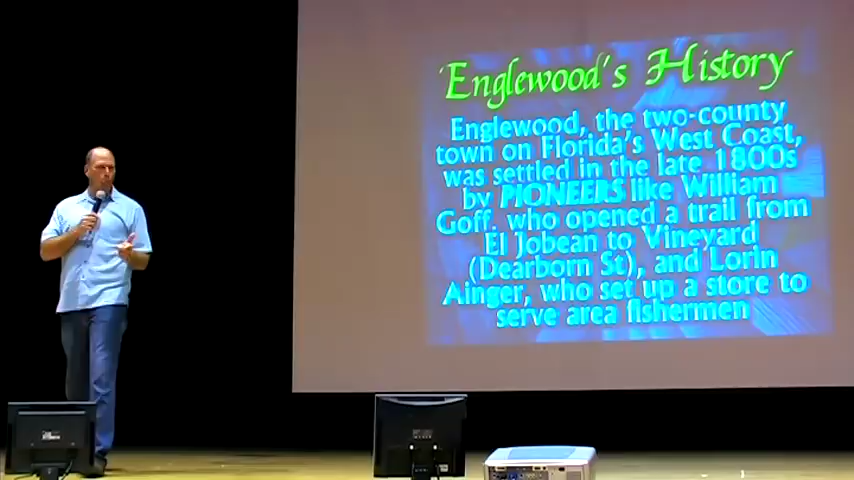 Englewood's History
Englewood, the two-county
town on Florida's West Coast,
was settled in the late 1800s
by PIONEERS like William
Goff, who opened a trail from
El Jobean to Vineyard
(Dearborn St), and Lorin
Ainger, who set up a store to
serve area fishermen